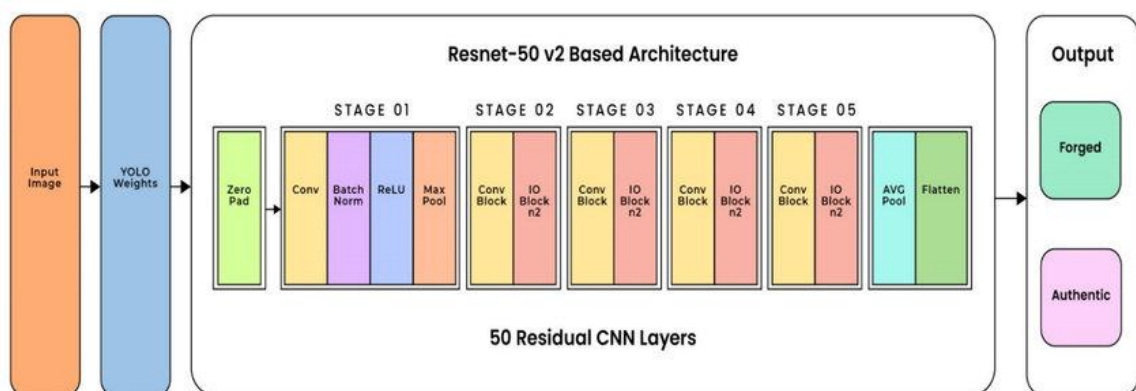 Resnet-50 v2 Based Architecture
Output
STAGE 01
STAGE 02
STAGE 03
STAGE 04
STAGE 05
Input
Image
YOLO
Weights
Zero
Pad
Conv
Batch
Norm
ReLU
Max
Pool
Conv
Block
IO
Block
n2
Conv
Block
IO
Block
n2
Conv
Block
IO
Block
n2
Conv
Block
IO
Block
n2
AVG
Pool
Flatten
Forged
Authentic
50 Residual CNN Layers